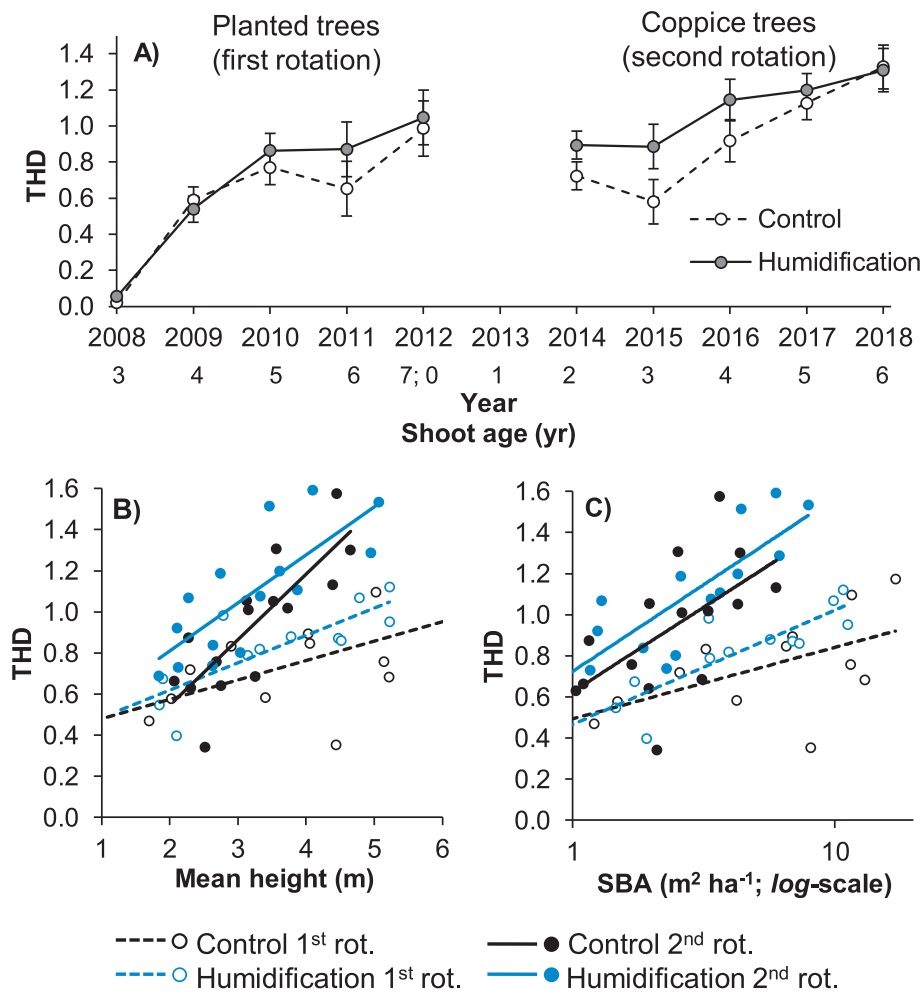 Planted trees
(first rotation)
Coppice trees
(second rotation)
A)
THD
1.4
1.2
1.0
0.8
0.6
0.4
0.2
0.0
Control
Humidification
2008 2009 2010 2011 2012 2013 2014 2015 2016 2017 2018
3 4 5 6 7; 0 1 2 3 4 5 6
Year
Shoot age (yr)
B)
THD
1.6
1.4
1.2
1.0
0.8
0.6
0.4
0.2
0.0
1 2 3 4 5 6
Mean height (m)
C)
THD
1.6
1.4
1.2
1.0
0.8
0.6
0.4
0.2
0.0
1 10
SBA (m² ha⁻¹; log-scale)
Control 1st rot.
Control 2nd rot.
Humidification 1st rot.
Humidification 2nd rot.